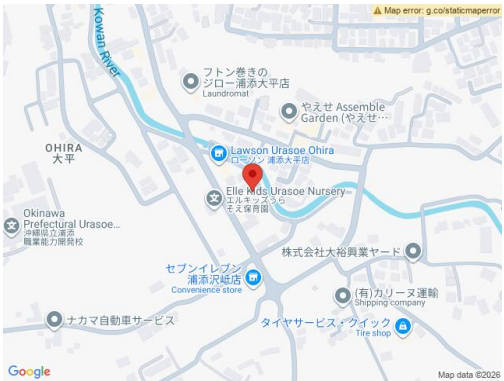 Map error: g.co/staticmaperror
Kowan River
フトン巻きの
ジロー浦添大平店
Laundromat
やえせ Assemble
Garden (やえせ…
OHIRA
大平
Lawson Urasoe Ohira
ローソン 浦添大平店
Elle Kids Urasoe Nursery
エルキッズうら
そえ保育園
Okinawa
Prefectural Urasoe...
沖縄県立浦添
職業能力開発校
株式会社大裕興業ヤード
セブンイレブン
浦添沢岻店
Convenience store
(有)カリーヌ運輸
Shipping company
ナカマ自動車サービス
タイヤサービス・クイック
Tire shop
Google
Map data ©2026